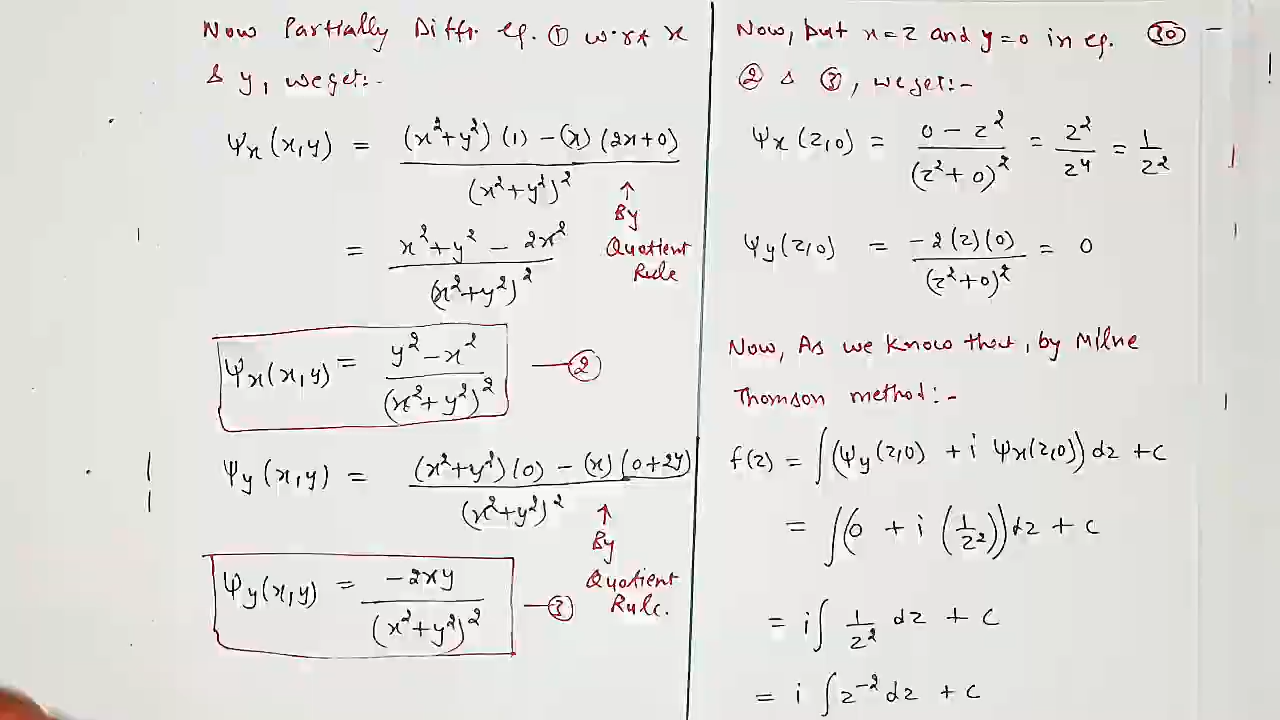 Now Partially Diffr. eq. ① w.r.t x
& y, we get:-
Ψx(x,y) = (x²+y²)(1) - (x)(2x+0) / (x²+y²)²
↑
By
Quotient
Rule
= x²+y² - 2x² / (x²+y²)²
Ψx(x,y) = y²-x² / (x²+y²)² —②
Ψy(x,y) = (x²+y²)(0) - (x)(0+2y) / (x²+y²)²
↑
By
Quotient
Rule.
Ψy(x,y) = -2xy / (x²+y²)² —③
Now, put x=z and y=0 in eq. 30
② & ③, we get:-
Ψx(z,0) = 0-z² / (z²+0)² = z²/z⁴ = 1/z²
Ψy(z,0) = -2(z)(0) / (z²+0)² = 0
Now, As we know that, by Milne
Thomson method:-
f(z) = ∫(Ψy(z,0) + i Ψx(z,0)) dz + c
= ∫(0 + i (1/z²)) dz + c
= i∫ 1/z² dz + c
= i ∫z⁻² dz + c